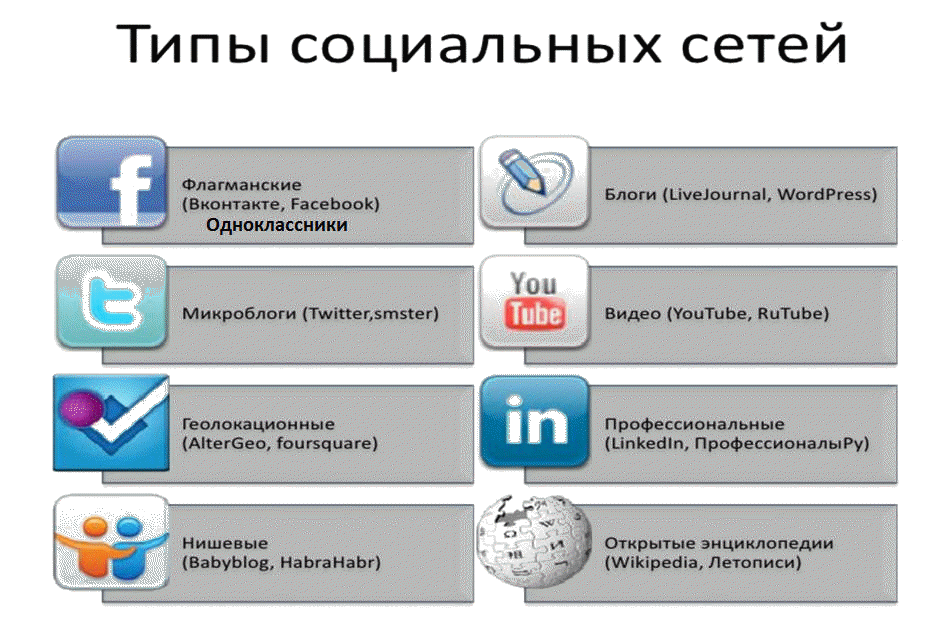 Типы социальных сетей
f
Флагманские
(Вконтакте, Facebook)
Одноклассники
Блоги (LiveJournal, WordPress)
t
Микроблоги (Twitter,smster)
You
Tube
Видео (YouTube, RuTube)
Геолокационные
(AlterGeo, foursquare)
in
Профессиональные
(LinkedIn, ПрофессионалыРу)
Нишевые
(Babyblog, HabraHabr)
Открытые энциклопедии
(Wikipedia, Летописи)